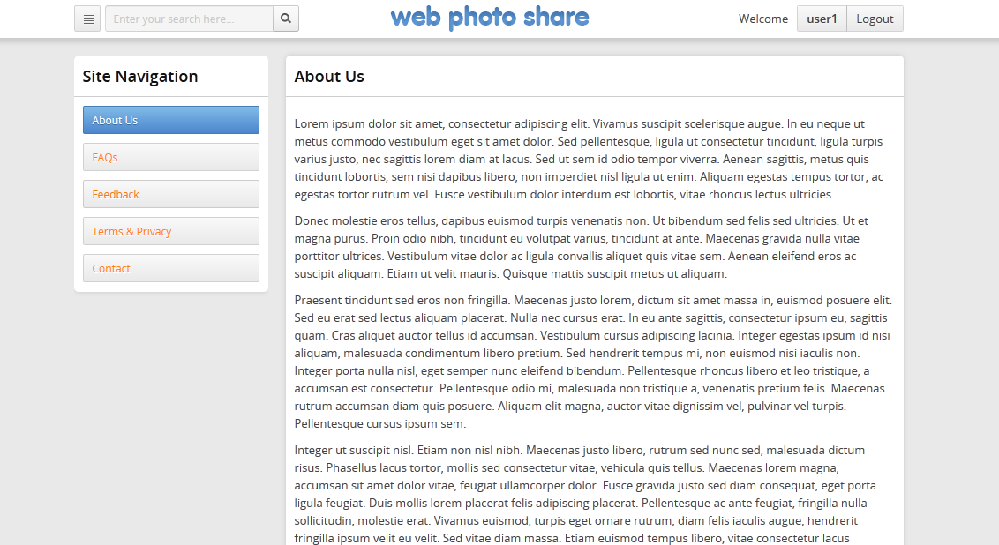 Enter your search here...
web photo share
Welcome
user1
Logout
Site Navigation
About Us
FAQs
Feedback
Terms & Privacy
Contact
About Us
Lorem ipsum dolor sit amet, consectetur adipiscing elit. Vivamus suscipit scelerisque augue. In eu neque ut
metus commodo vestibulum eget sit amet dolor. Sed pellentesque, ligula ut consectetur tincidunt, ligula turpis
varius justo, nec sagittis lorem diam at lacus. Sed ut sem id odio tempor viverra. Aenean sagittis, metus quis
tincidunt lobortis, sem nisi dapibus libero, non imperdiet nisl ligula ut enim. Aliquam egestas tempus tortor, ac
egestas tortor rutrum vel. Fusce vestibulum dolor interdum est lobortis, vitae rhoncus lectus ultricies.
Donec molestie eros tellus, dapibus euismod turpis venenatis non. Ut bibendum sed felis sed ultricies. Ut et
magna purus. Proin odio nibh, tincidunt eu volutpat varius, tincidunt at ante. Maecenas gravida nulla vitae
porttitor ultrices. Vestibulum vitae dolor ac ligula convallis aliquet quis vitae sem. Aenean eleifend eros ac
suscipit aliquam. Etiam ut velit mauris. Quisque mattis suscipit metus ut aliquam.
Praesent tincidunt sed eros non fringilla. Maecenas justo lorem, dictum sit amet massa in, euismod posuere elit.
Sed eu erat sed lectus aliquam placerat. Nulla nec cursus erat. In eu ante sagittis, consectetur ipsum eu, sagittis
quam. Cras aliquet auctor tellus id accumsan. Vestibulum cursus adipiscing lacinia. Integer egestas ipsum id nisi
aliquam, malesuada condimentum libero pretium. Sed hendrerit tempus mi, non euismod nisi iaculis non.
Integer porta nulla nisl, eget semper nunc eleifend bibendum. Pellentesque rhoncus libero et leo tristique, a
accumsan est consectetur. Pellentesque odio mi, malesuada non tristique a, venenatis pretium felis. Maecenas
rutrum accumsan diam quis posuere. Aliquam elit magna, auctor vitae dignissim vel, pulvinar vel turpis.
Pellentesque cursus ipsum sem.
Integer ut suscipit nisl. Etiam non nisl nibh. Maecenas justo libero, rutrum sed nunc sed, malesuada dictum
risus. Phasellus lacus tortor, mollis sed consectetur vitae, vehicula quis tellus. Maecenas lorem magna,
accumsan sit amet dolor vitae, feugiat ullamcorper dolor. Fusce gravida justo sed diam consequat, eget porta
ligula feugiat. Duis mollis lorem placerat felis adipiscing placerat. Pellentesque ac ante feugiat, fringilla nulla
sollicitudin, molestie erat. Vivamus euismod, turpis eget ornare rutrum, diam felis iaculis augue, hendrerit
fringilla ipsum velit eu velit. Sed vitae diam massa. Etiam euismod tempus libero, vitae consectetur lacus